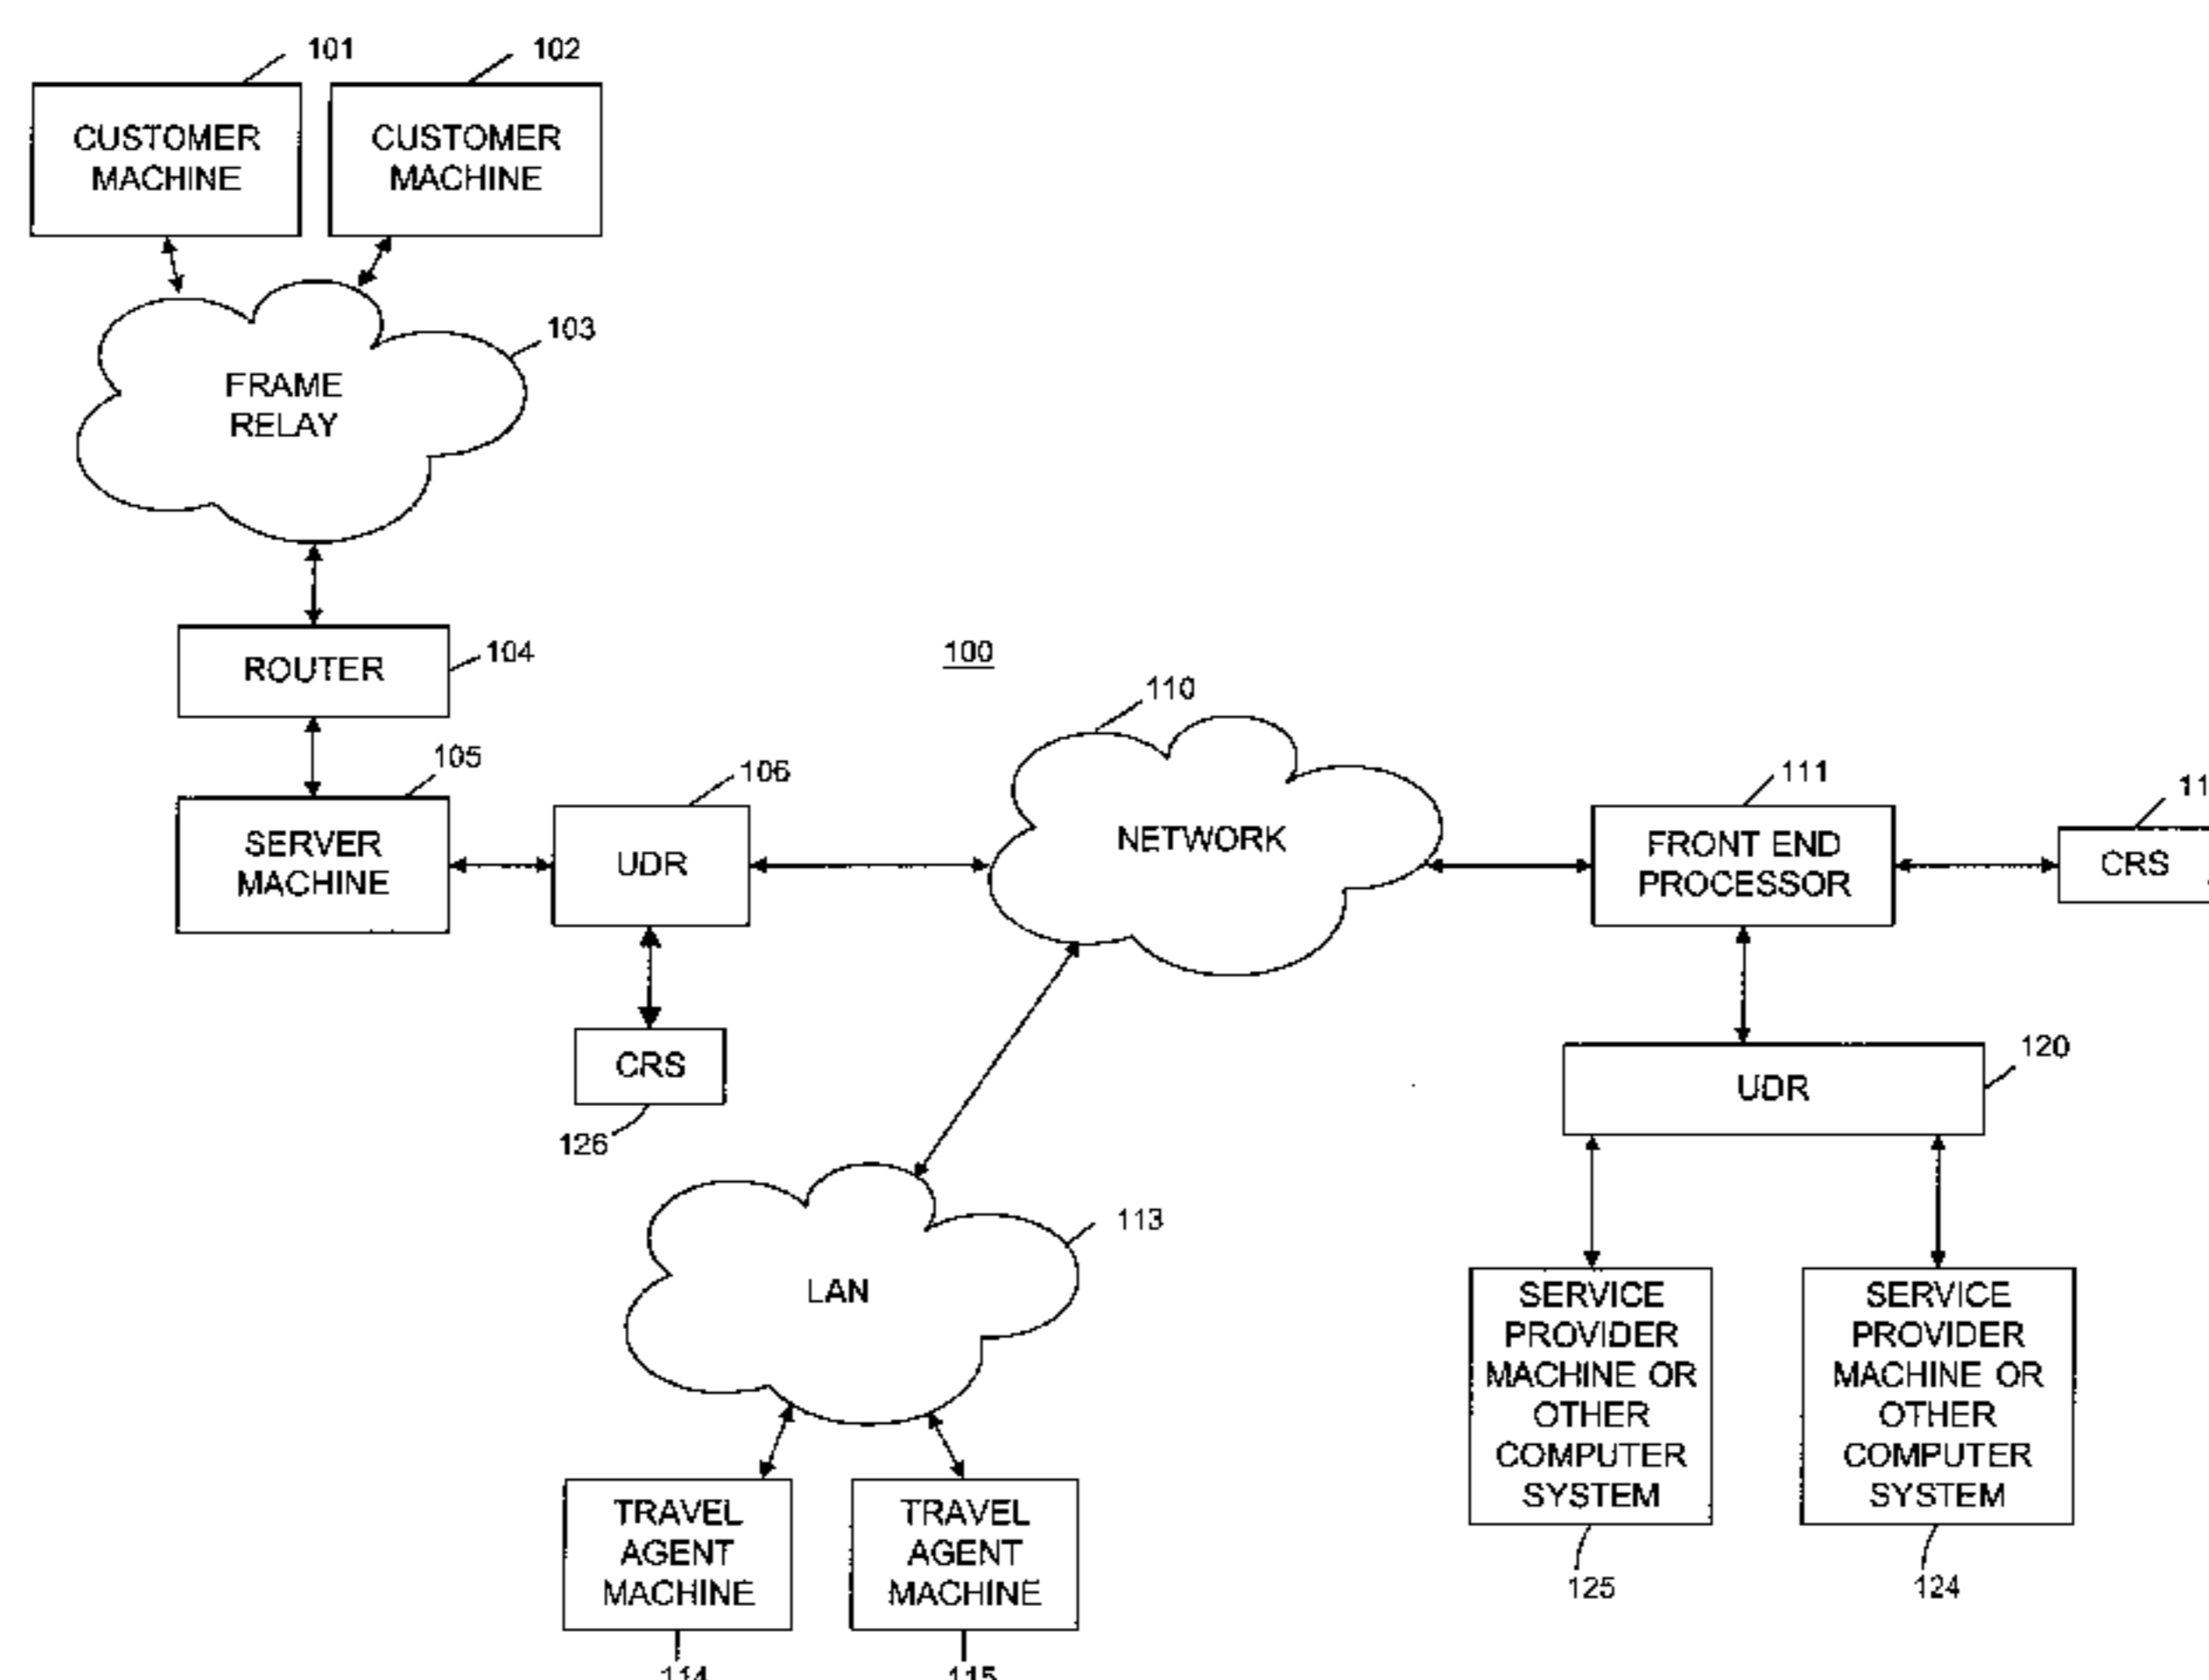 101
102
CUSTOMER
MACHINE
CUSTOMER
MACHINE
103
FRAME
RELAY
ROUTER
104
100
110
105
106
111
SERVER
MACHINE
UDR
NETWORK
FRONT END
PROCESSOR
CRS
CRS
126
UDR
120
113
LAN
SERVICE
PROVIDER
MACHINE OR
OTHER
COMPUTER
SYSTEM
SERVICE
PROVIDER
MACHINE OR
OTHER
COMPUTER
SYSTEM
TRAVEL
AGENT
MACHINE
TRAVEL
AGENT
MACHINE
125
124
114
115